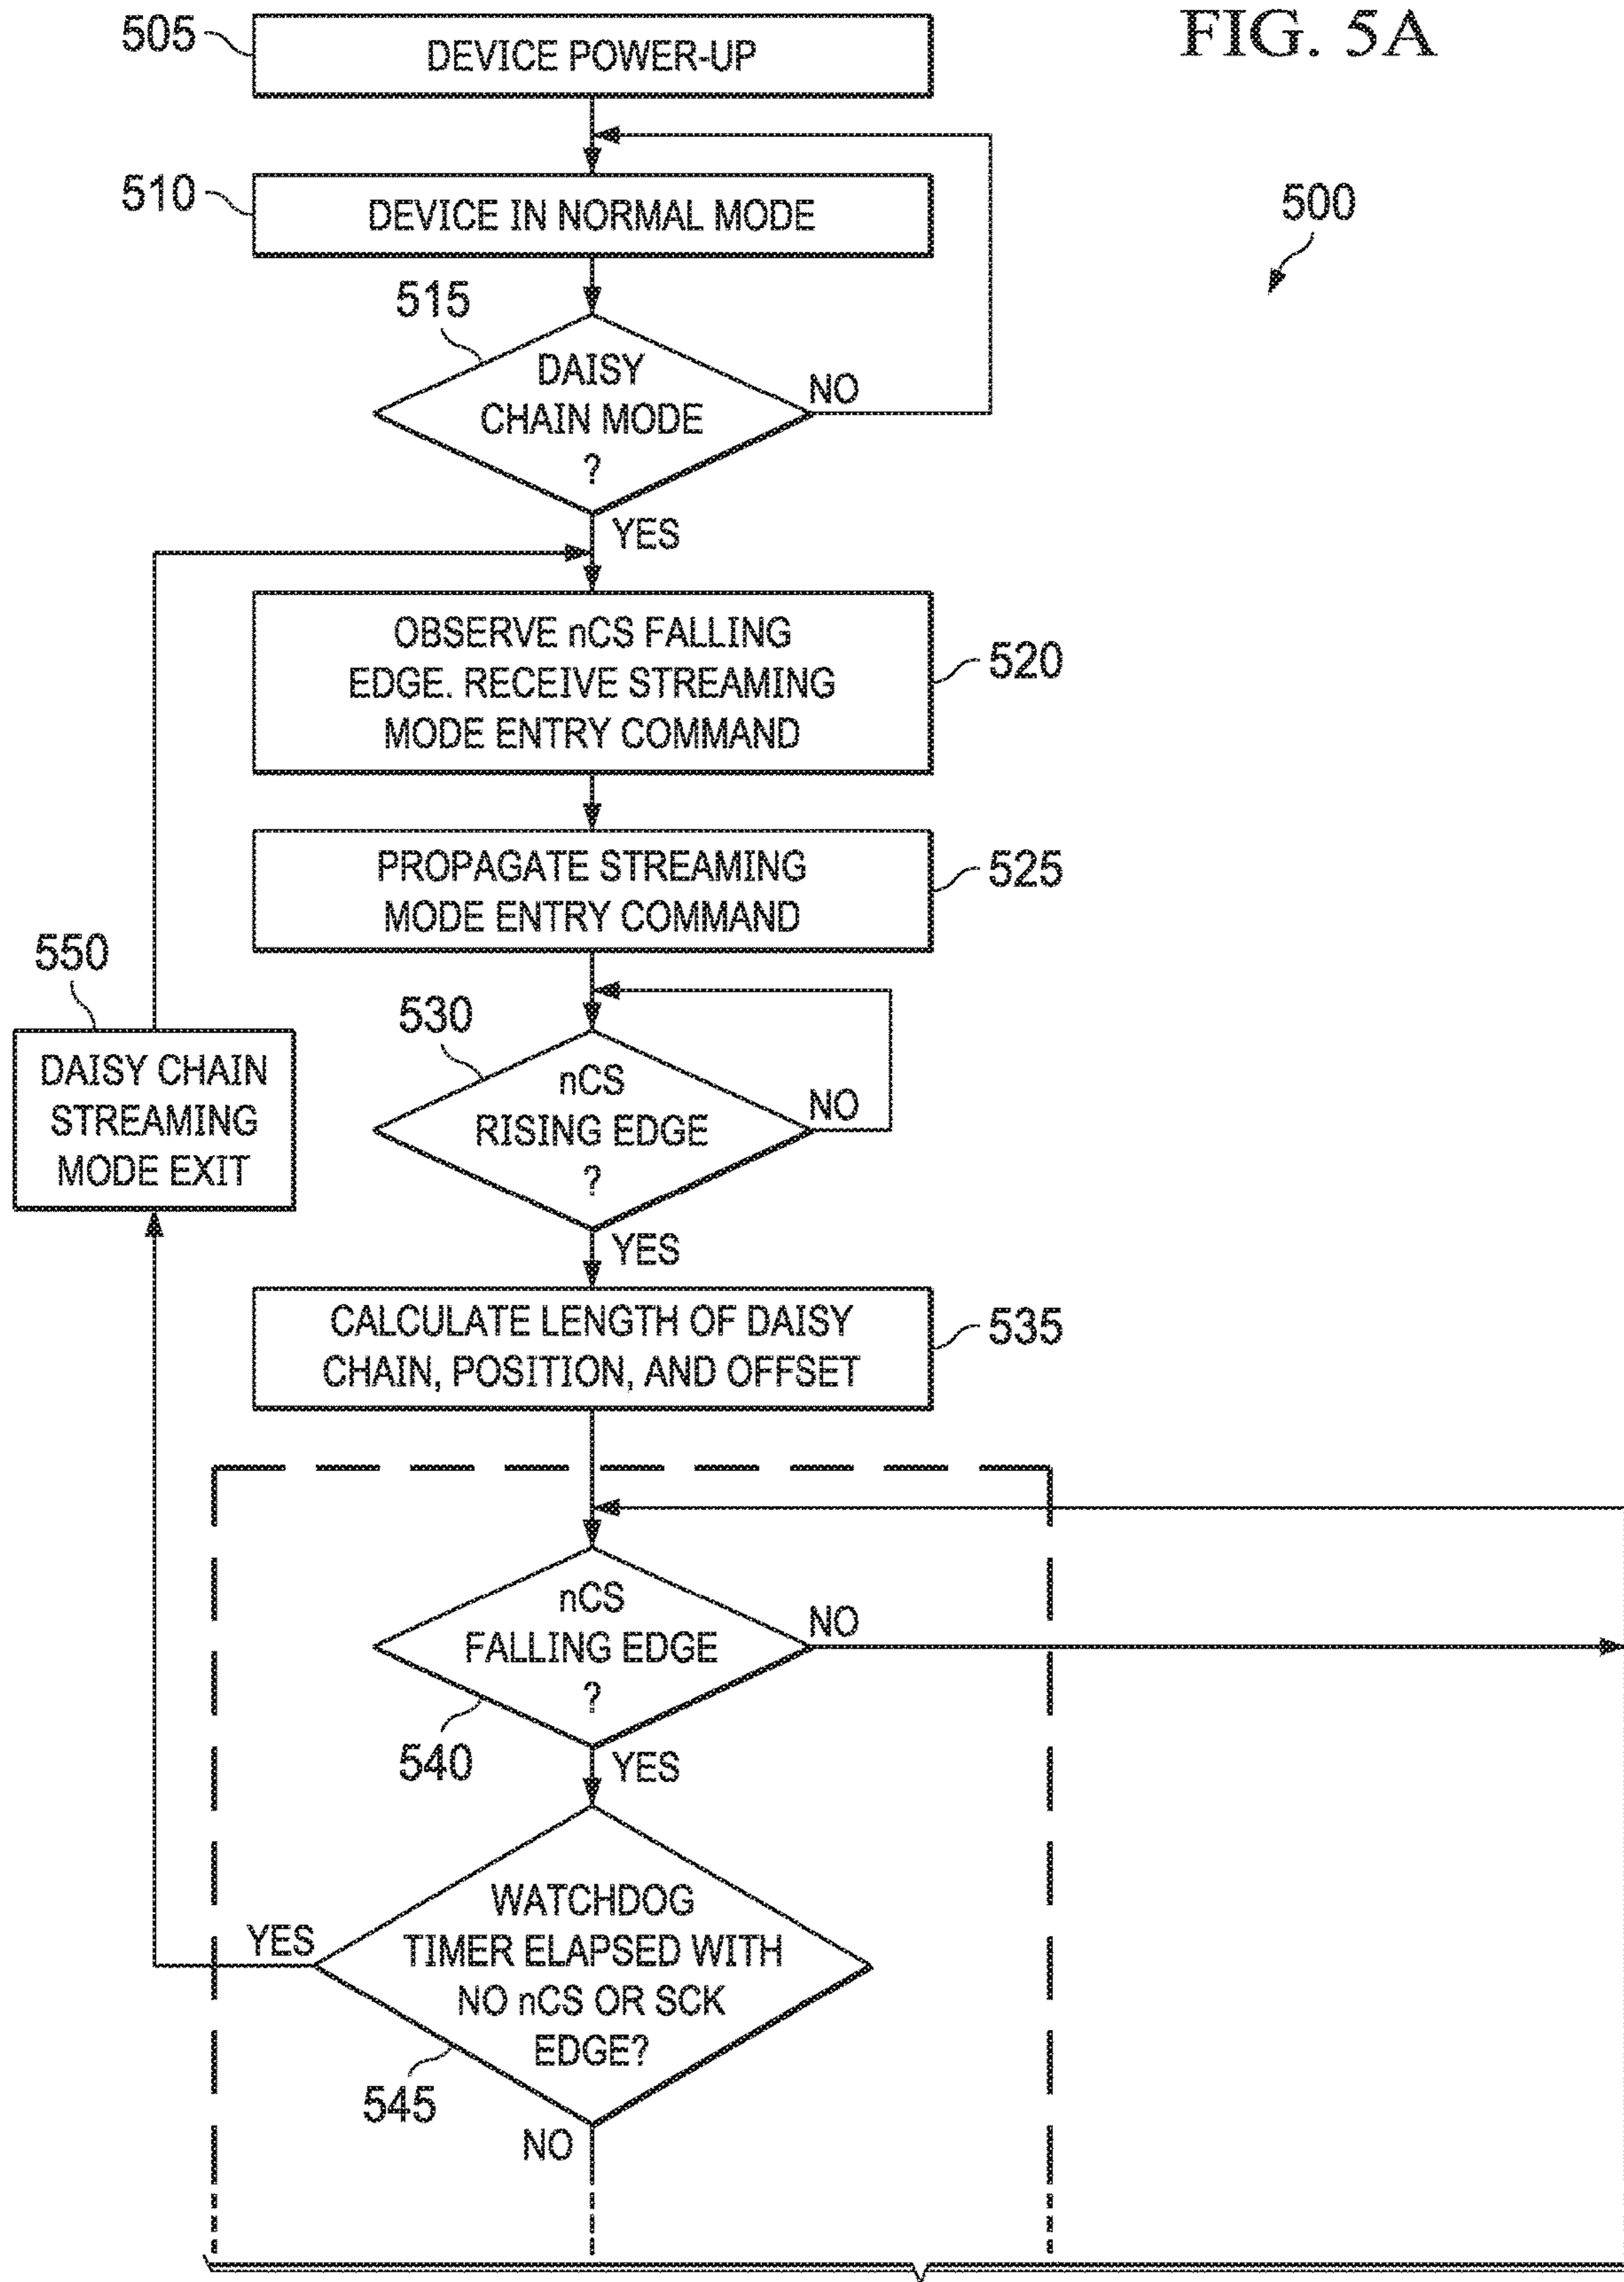 FIG. 5A
505
DEVICE POWER-UP
510
DEVICE IN NORMAL MODE
500
515
DAISY
CHAIN MODE
?
NO
YES
OBSERVE nCS FALLING
EDGE. RECEIVE STREAMING
MODE ENTRY COMMAND
520
PROPAGATE STREAMING
MODE ENTRY COMMAND
525
550
DAISY CHAIN
STREAMING
MODE EXIT
530
nCS
RISING EDGE
?
NO
YES
CALCULATE LENGTH OF DAISY
CHAIN, POSITION, AND OFFSET
535
nCS
FALLING EDGE
?
NO
540
YES
WATCHDOG
TIMER ELAPSED WITH
NO nCS OR SCK
EDGE?
YES
545
NO